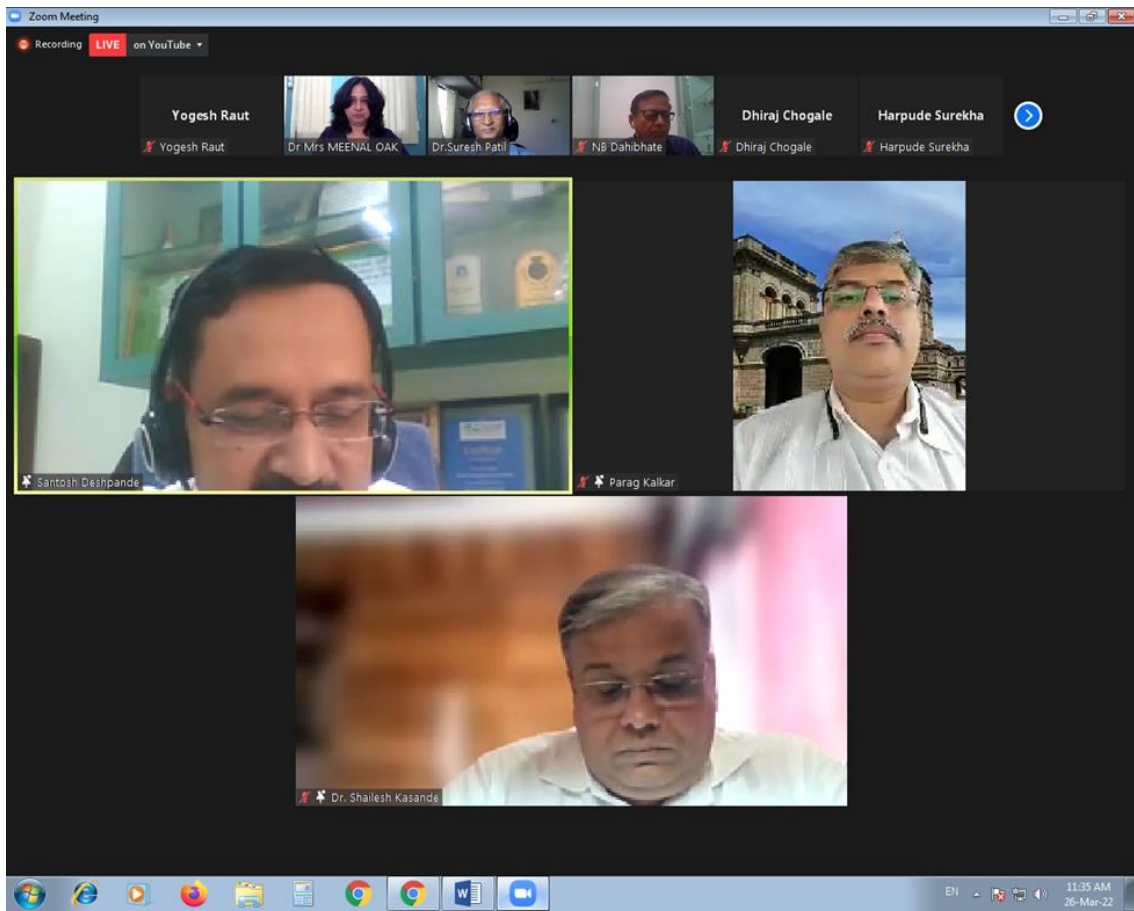 Zoom Meeting
Recording LIVE on YouTube
Yogesh Raut
Dhiraj Chogale
Harpude Surekha
Yogesh Raut
Dr Mrs MEENAL OAK
Dr.Suresh Patil
NB Dahibhate
Dhiraj Chogale
Harpude Surekha
Santosh Deshpande
Parag Kalkar
Dr. Shailesh Kasande
EN
11:35 AM
26-Mar-22